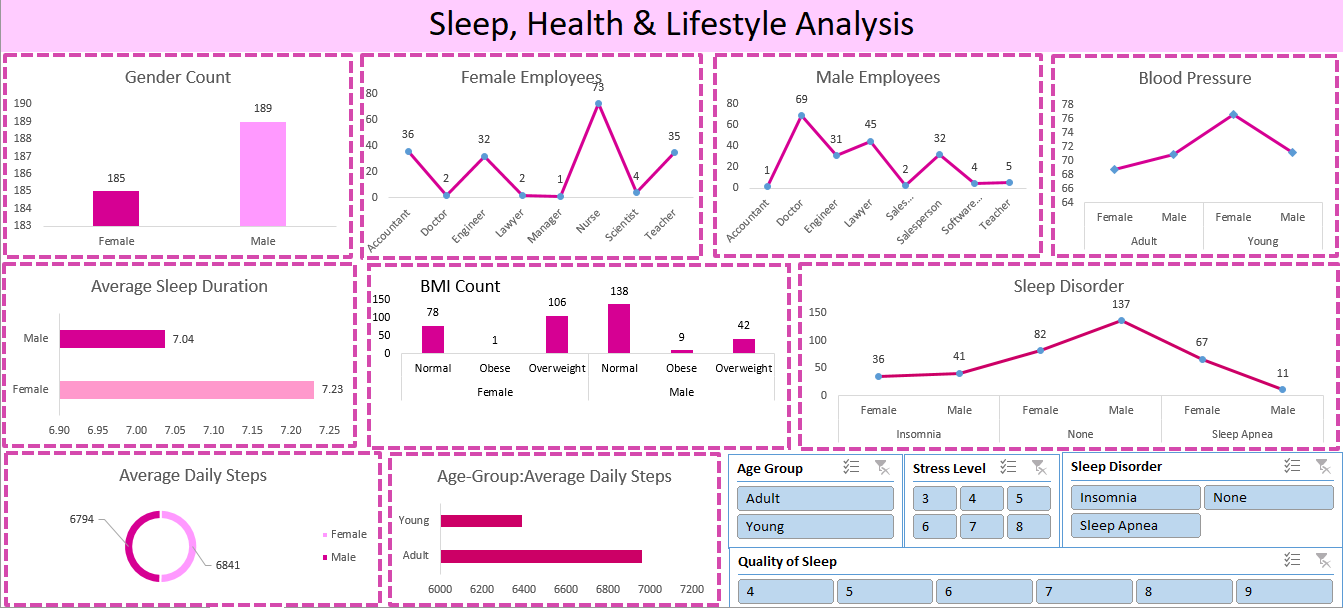 Sleep, Health & Lifestyle Analysis
Gender Count
190
189
188
187
186
185
184
183
185
189
Female
Male
Female Employees
80
60
40
20
0
36
2
32
2
1
73
4
35
Accountant
Doctor
Engineer
Lawyer
Manager
Nurse
Scientist
Teacher
Male Employees
80
60
40
20
0
1
69
31
45
2
32
4
5
Accountant
Doctor
Engineer
Lawyer
Sales...
Salesperson
Software...
Teacher
Blood Pressure
78
76
74
72
70
68
66
64
Female Male Female Male
Adult Young
Average Sleep Duration
Male 7.04
Female 7.23
6.90 6.95 7.00 7.05 7.10 7.15 7.20 7.25
BMI Count
150
100
50
0
78
1
106
138
9
42
Normal Obese Overweight Normal Obese Overweight
Female Male
Sleep Disorder
150
100
50
0
36
41
82
137
67
11
Female Male Female Male Female Male
Insomnia None Sleep Apnea
Average Daily Steps
6794
6841
Female
Male
Age-Group:Average Daily Steps
Young
Adult
6000 6200 6400 6600 6800 7000 7200
Age Group
Adult
Young
Stress Level
3 4 5
6 7 8
Sleep Disorder
Insomnia None
Sleep Apnea
Quality of Sleep
4 5 6 7 8 9